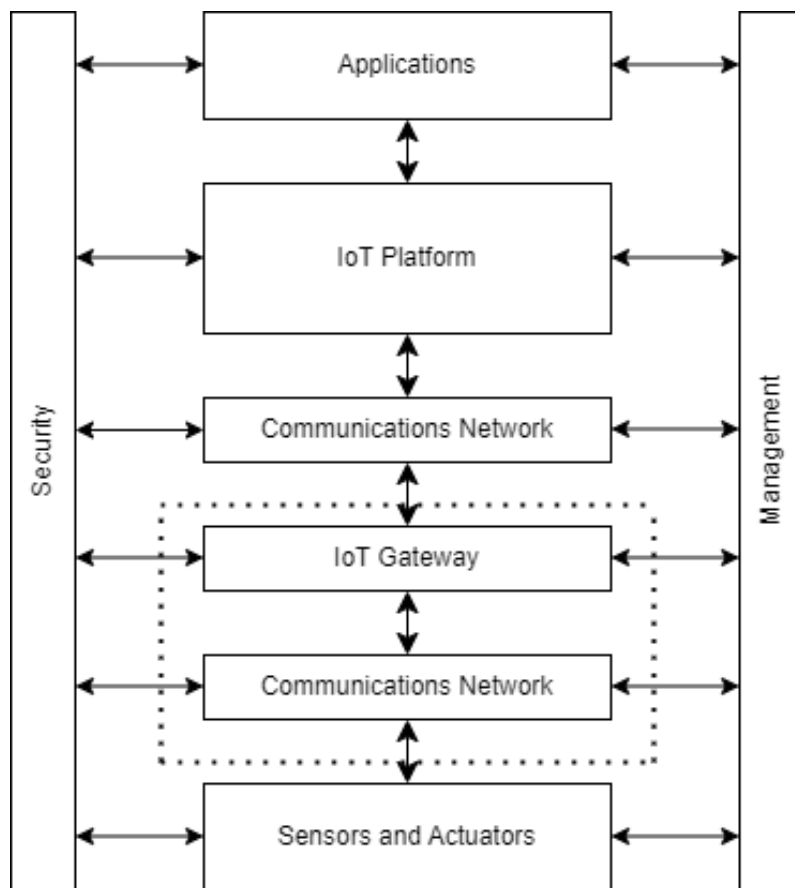 Applications
IoT Platform
Communications Network
Security
Management
IoT Gateway
Communications Network
Sensors and Actuators